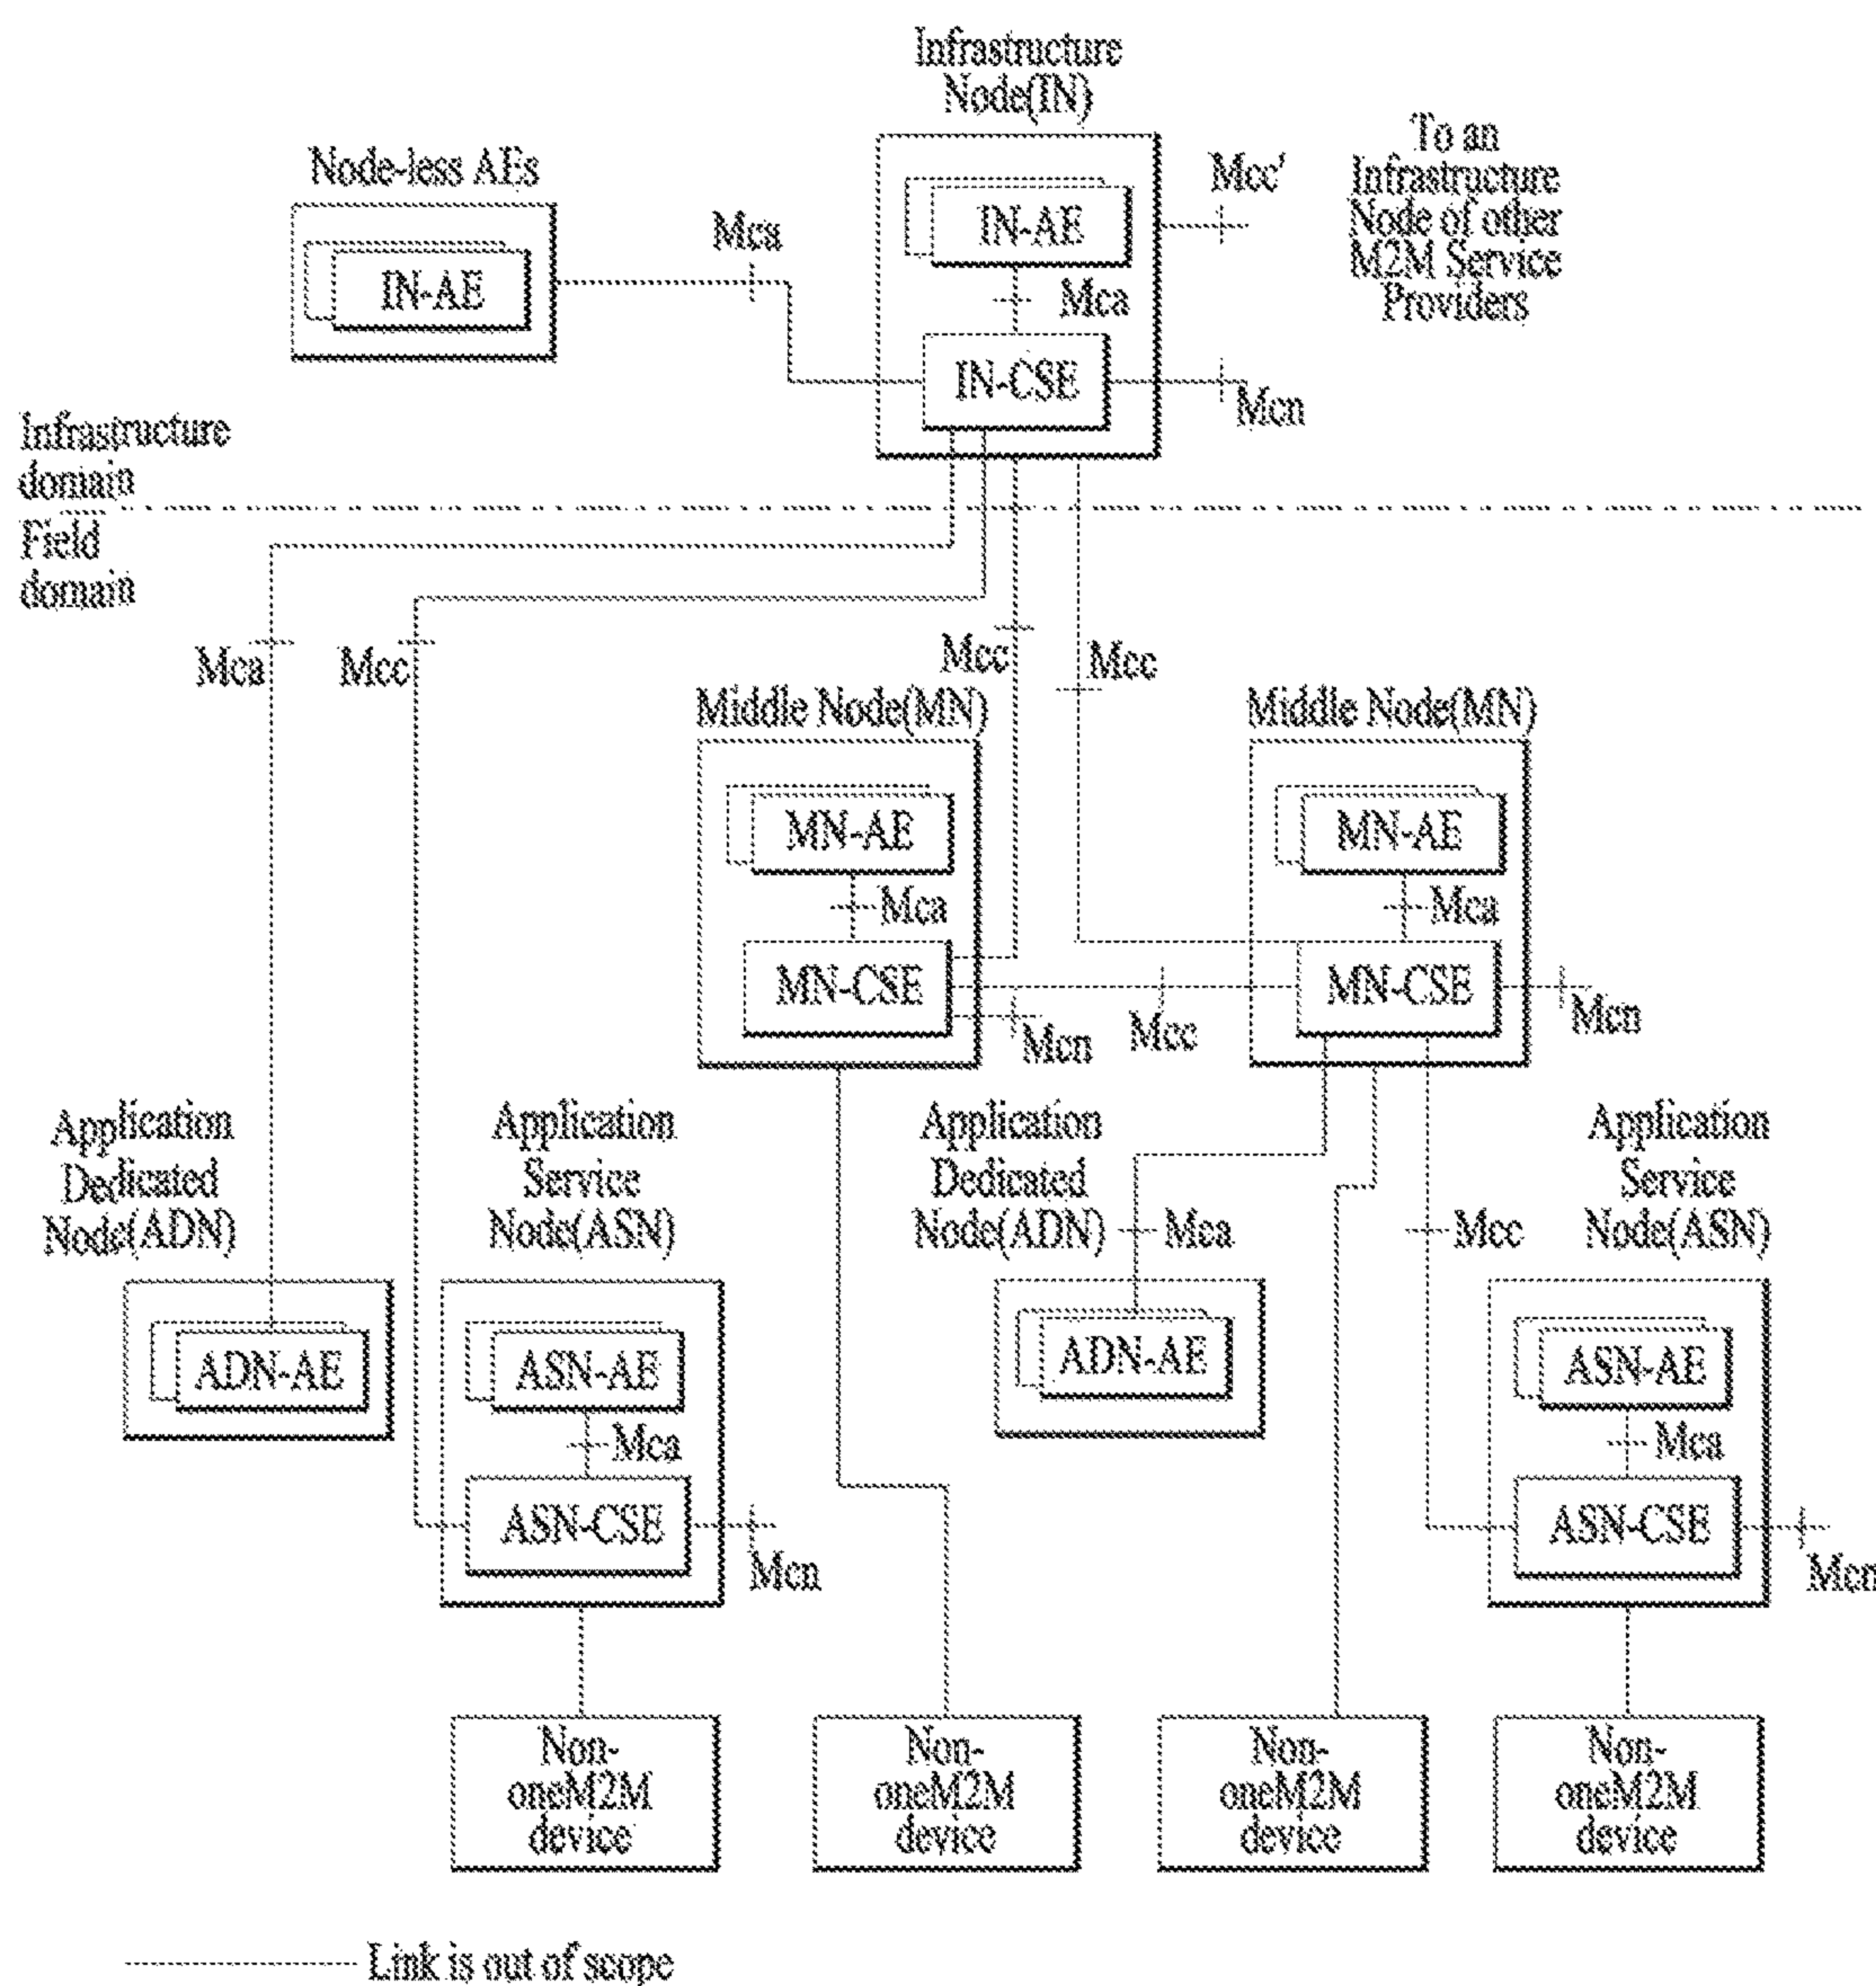 Infrastructure
Node(IN)
To an
Infrastructure
Node of other
M2M Service
Providers
Node-less AEs
Mcc'
IN-AE
Mca
IN-AE
Mca
IN-CSE
Mcn
Infrastructure
domain
Field
domain
Mca
Mcc
Mcc
Mcc
Middle Node(MN)
Middle Node(MN)
MN-AE
MN-AE
Mca
Mca
MN-CSE
MN-CSE
Mcn
Mcc
Mcn
Application
Dedicated
Node(ADN)
Application
Service
Node(ASN)
Application
Dedicated
Node(ADN)
Application
Service
Node(ASN)
Mca
Mcc
ADN-AE
ASN-AE
ADN-AE
ASN-AE
Mca
Mca
ASN-CSE
ASN-CSE
Mcn
Mcn
Non-
oneM2M
device
Non-
oneM2M
device
Non-
oneM2M
device
Non-
oneM2M
device
Link is out of scope